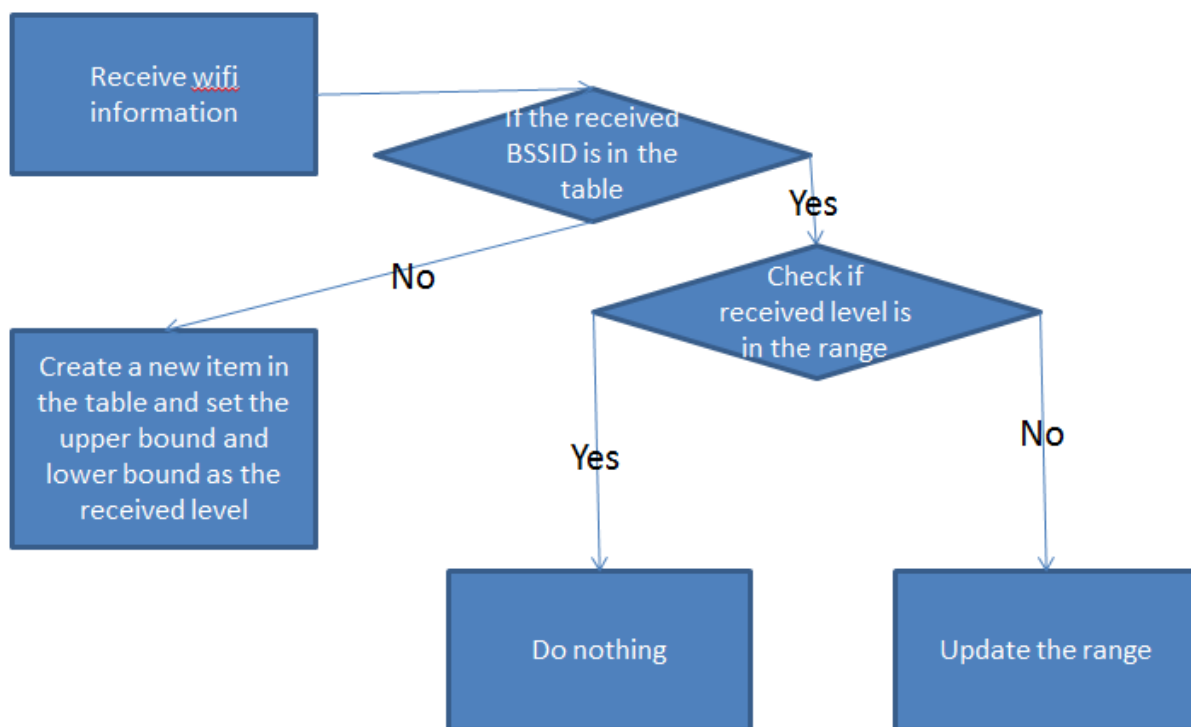 Receive wifi
information
If the received
BSSID is in the
table
Yes
No
Check if
received level is
in the range
Create a new item in
the table and set the
upper bound and
lower bound as the
received level
Yes
No
Do nothing
Update the range